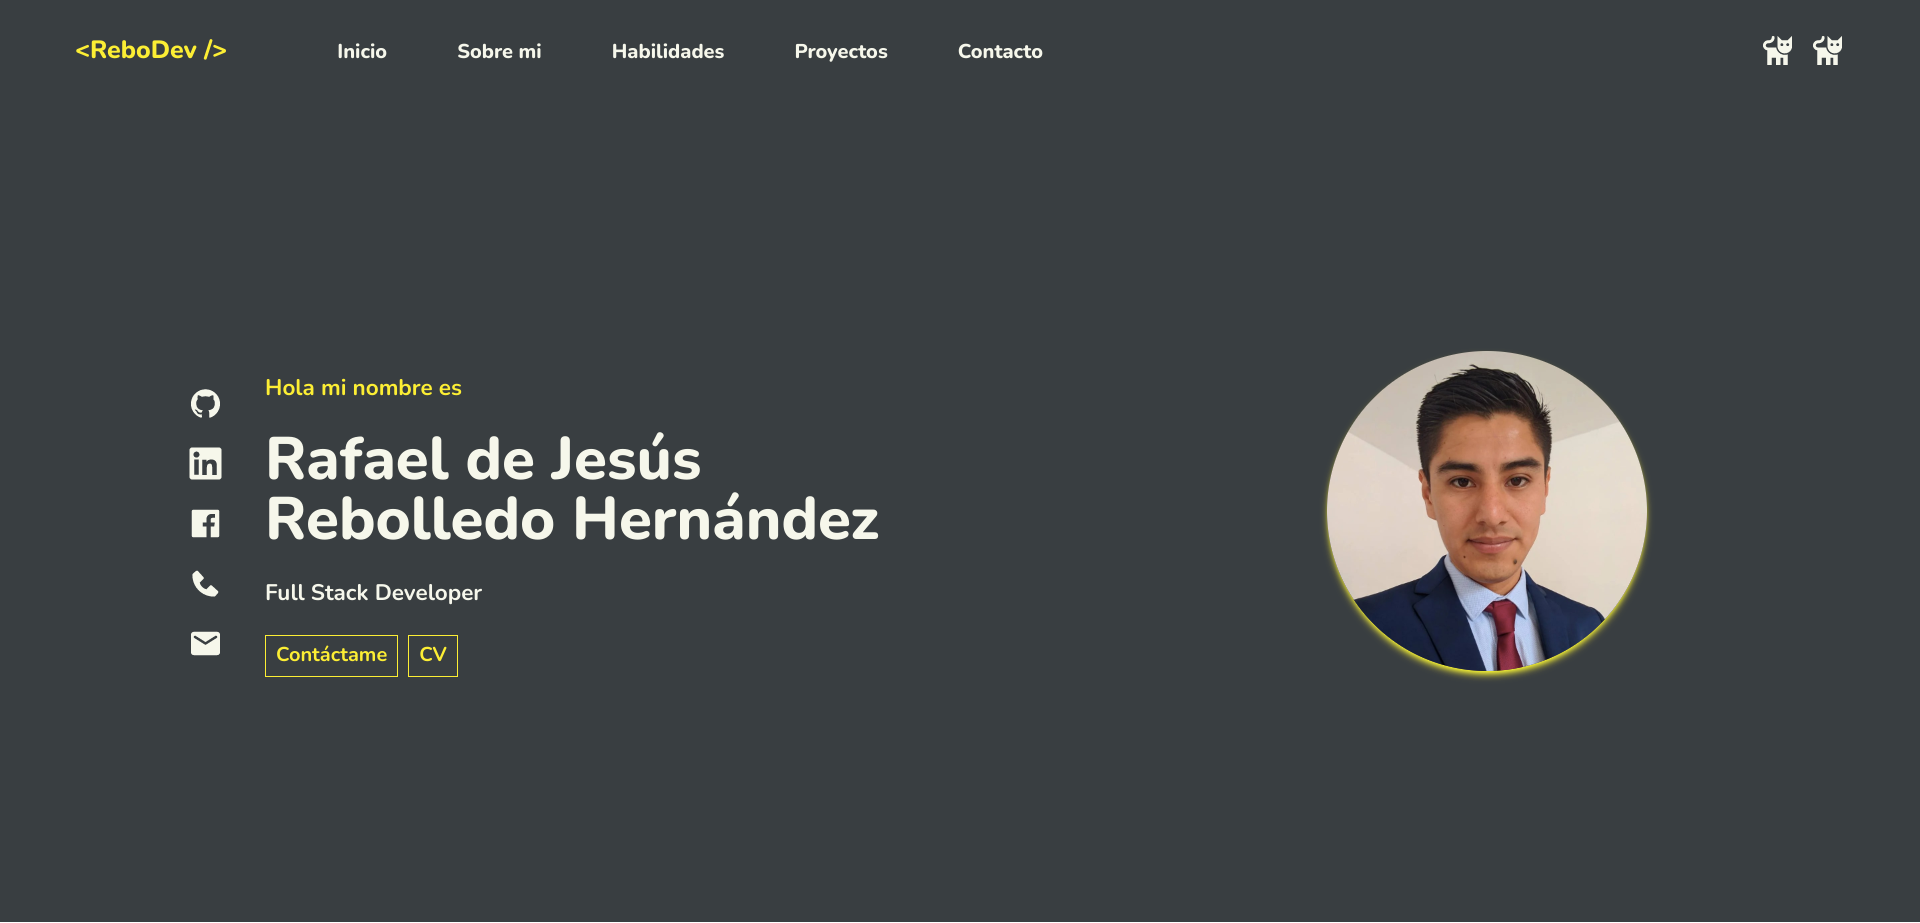 <ReboDev />
Inicio
Sobre mi
Habilidades
Proyectos
Contacto
Hola mi nombre es
Rafael de Jesús
Rebolledo Hernández
Full Stack Developer
Contáctame
CV